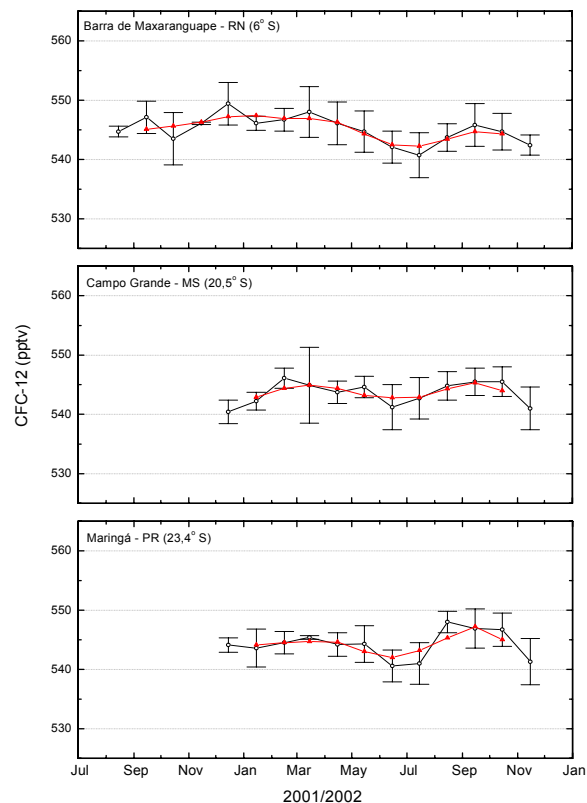 Barra de Maxaranguape - RN (6° S)
560
550
540
530
Campo Grande - MS (20,5° S)
560
550
540
530
CFC-12 (pptv)
Maringá - PR (23,4° S)
560
550
540
530
Jul Sep Nov Jan Mar May Jul Sep Nov Jan
2001/2002